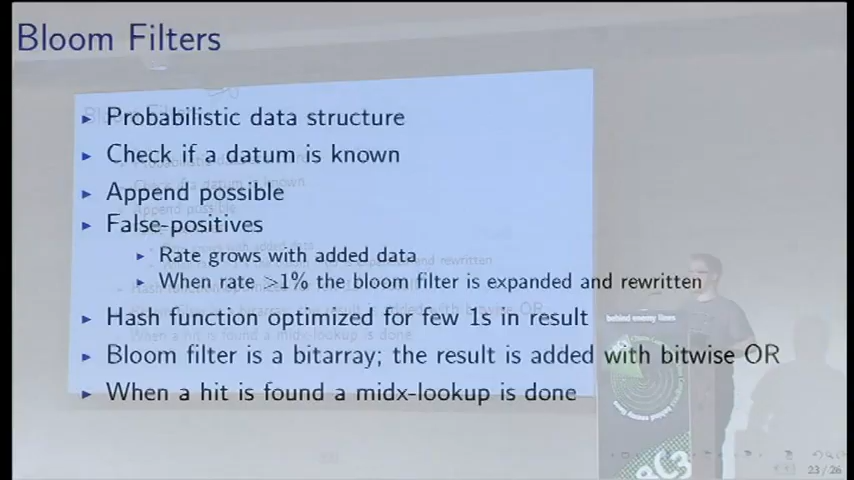 Bloom Filters
Probabilistic data structure
Check if a datum is known
Append possible
False-positives
Rate grows with added data
When rate >1% the bloom filter is expanded and rewritten
Hash function optimized for few 1s in result
Bloom filter is a bitarray; the result is added with bitwise OR
When a hit is found a midx-lookup is done
behind enemy lines
23/26